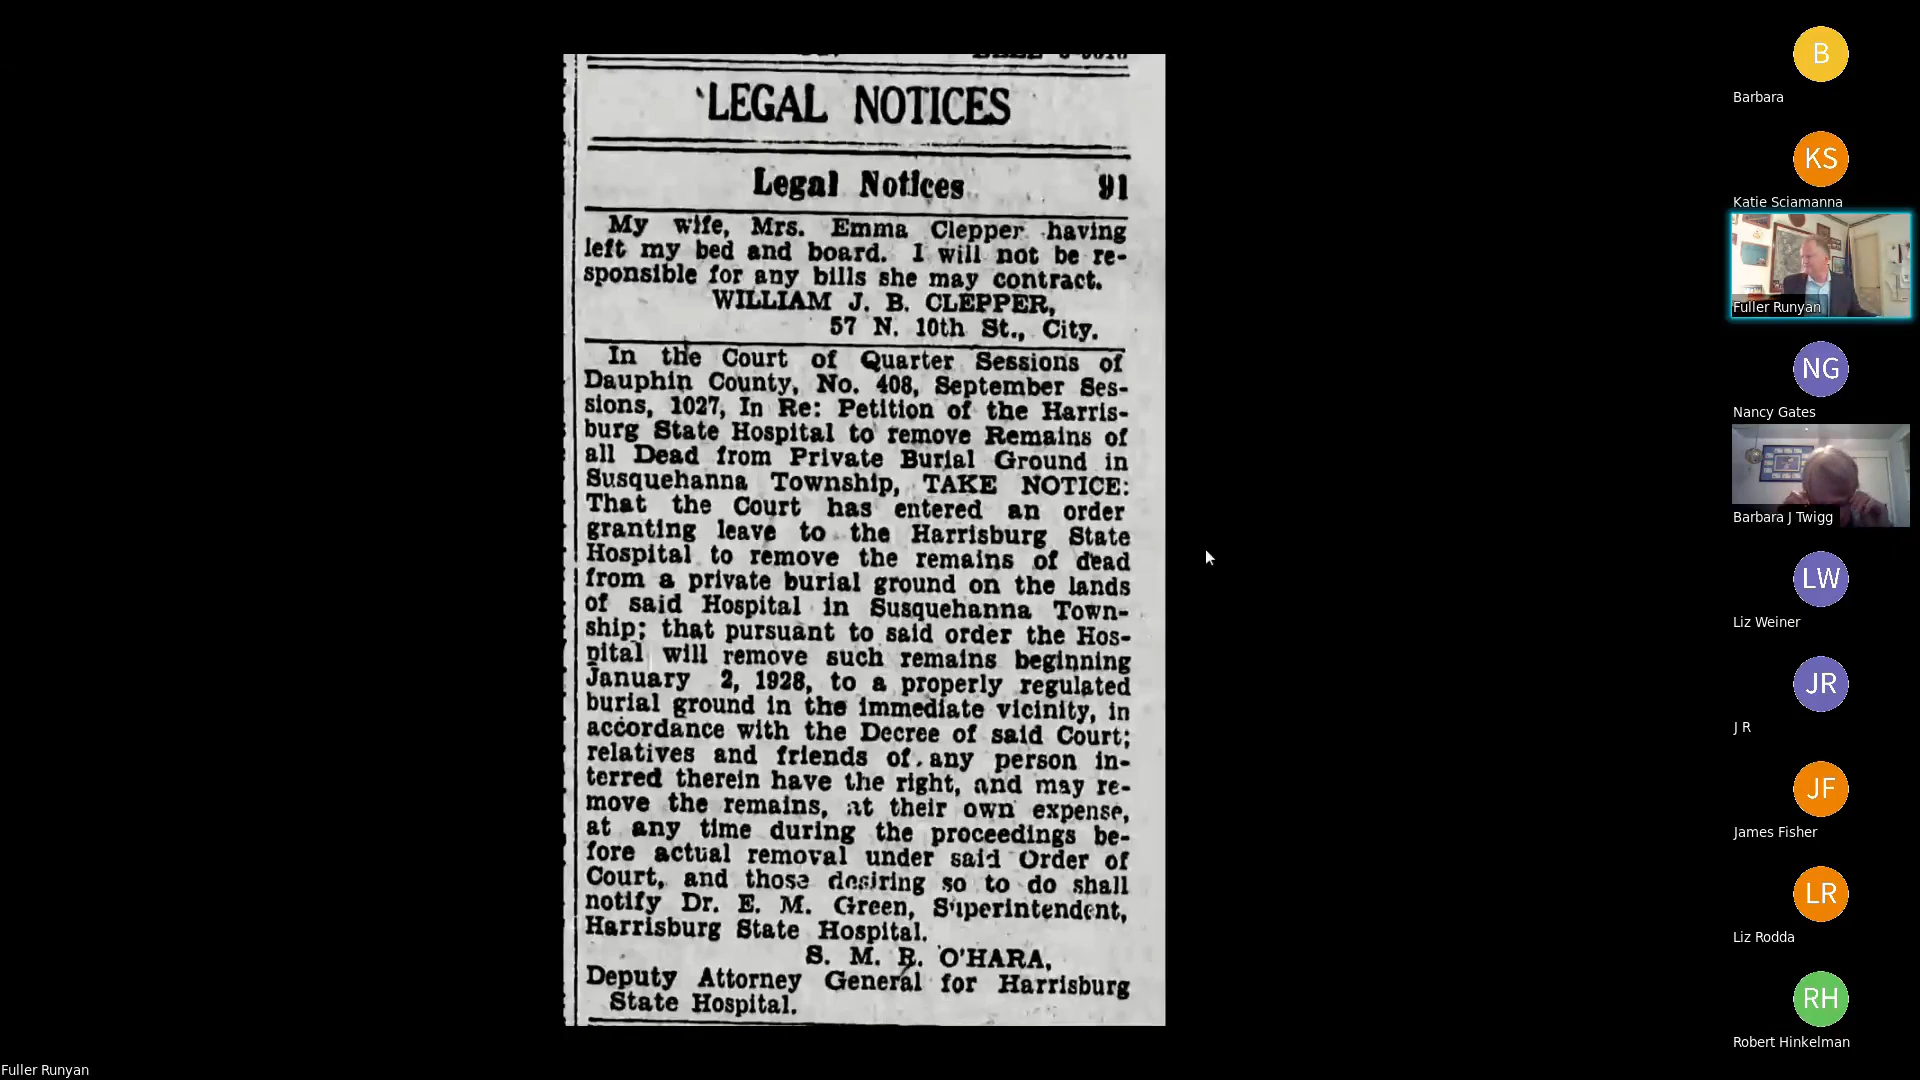 LEGAL NOTICES
Legal Notices 91
My wife, Mrs. Emma Clepper having
left my bed and board. I will not be re-
sponsible for any bills she may contract.
WILLIAM J. B. CLEPPER,
57 N. 10th St., City.
In the Court of Quarter Sessions of
Dauphin County, No. 408, September Ses-
sions, 1027, In Re: Petition of the Harris-
burg State Hospital to remove Remains of
all Dead from Private Burial Ground in
Susquehanna Township, TAKE NOTICE:
That the Court has entered an order
granting leave to the Harrisburg State
Hospital to remove the remains of dead
from a private burial ground on the lands
of said Hospital in Susquehanna Town-
ship; that pursuant to said order the Hos-
pital will remove such remains beginning
January 2, 1928, to a properly regulated
burial ground in the immediate vicinity, in
accordance with the Decree of said Court;
relatives and friends of any person in-
terred therein have the right, and may re-
move the remains, at their own expense,
at any time during the proceedings be-
fore actual removal under said Order of
Court, and those desiring so to do shall
notify Dr. E. M. Green, Superintendent,
Harrisburg State Hospital.
S. M. R. O'HARA,
Deputy Attorney General for Harrisburg
State Hospital.
B
Barbara
KS
Katie Sciamanna
Fuller Runyan
NG
Nancy Gates
Barbara J Twigg
LW
Liz Weiner
JR
J R
JF
James Fisher
LR
Liz Rodda
RH
Robert Hinkelman
Fuller Runyan